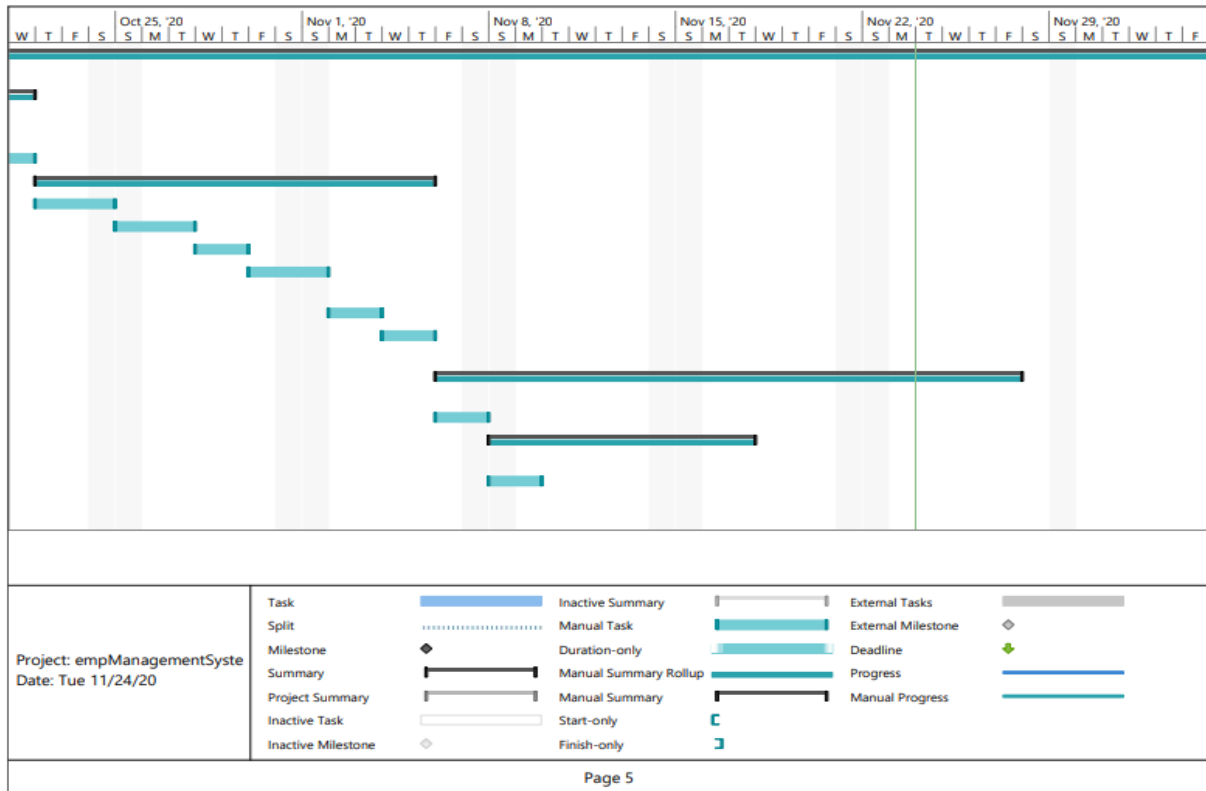 Oct 25, '20 Nov 1, '20 Nov 8, '20 Nov 15, '20 Nov 22, '20 Nov 29, '20
W T F S S M T W T F S S M T W T F S S M T W T F S S M T W T F S S M T W T F S S M T W T F
Project: empManagementSyste
Date: Tue 11/24/20
Task
Split
Milestone
Summary
Project Summary
Inactive Task
Inactive Milestone
Inactive Summary
Manual Task
Duration-only
Manual Summary Rollup
Manual Summary
Start-only
Finish-only
External Tasks
External Milestone
Deadline
Progress
Manual Progress
Page 5